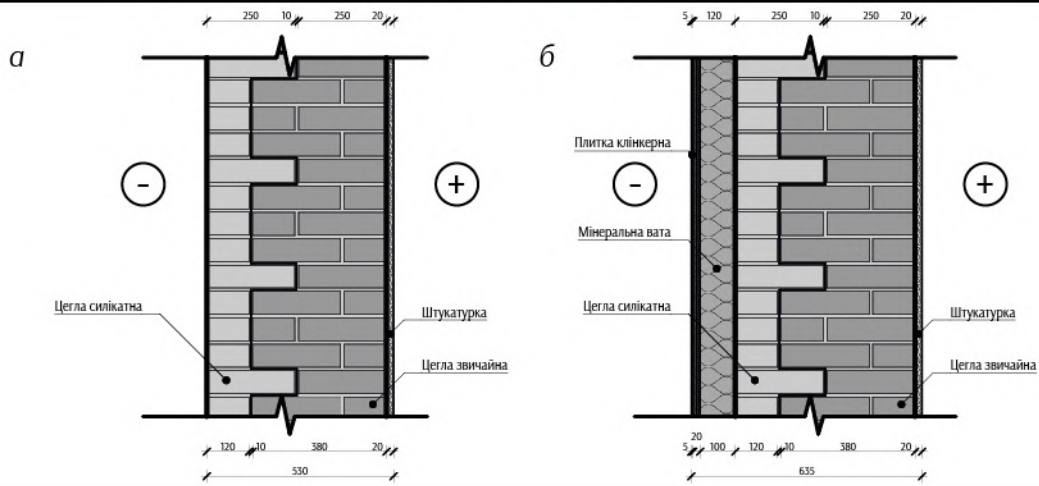 250 10 250 20
5 120 250 10 250 20
а
б
Плитка клінкерна
- +
- +
Мінеральна вата
Цегла силікатна
Штукатурка
Цегла звичайна
Цегла силікатна
Штукатурка
Цегла звичайна
120 10 380 20
530
20
5 100 120 10 380 20
635